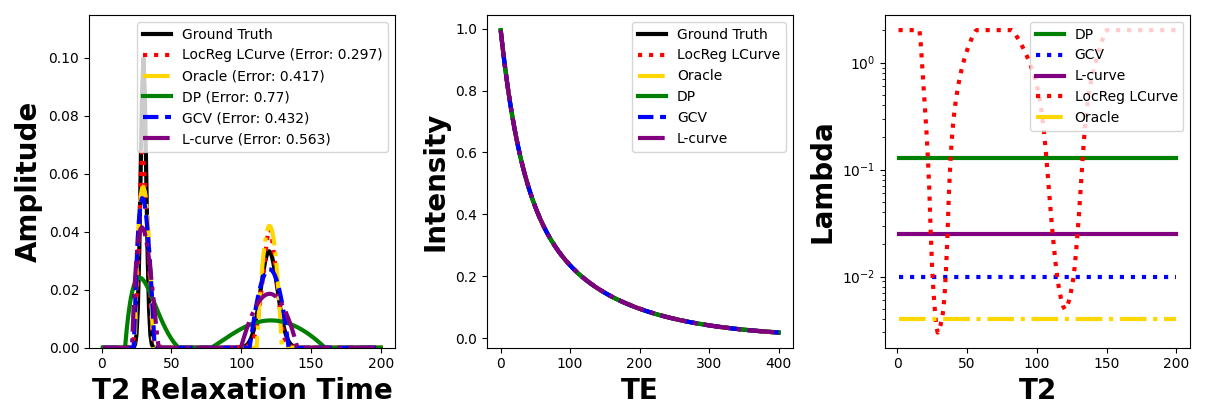 Amplitude
0.10
0.08
0.06
0.04
0.02
0.00
Ground Truth
LocReg LCurve (Error: 0.297)
Oracle (Error: 0.417)
DP (Error: 0.77)
GCV (Error: 0.432)
L-curve (Error: 0.563)
0 50 100 150 200
T2 Relaxation Time
Intensity
1.0
0.8
0.6
0.4
0.2
0.0
Ground Truth
LocReg LCurve
Oracle
DP
GCV
L-curve
0 100 200 300 400
TE
Lambda
10⁰
10⁻¹
10⁻²
DP
GCV
L-curve
LocReg LCurve
Oracle
0 50 100 150 200
T2